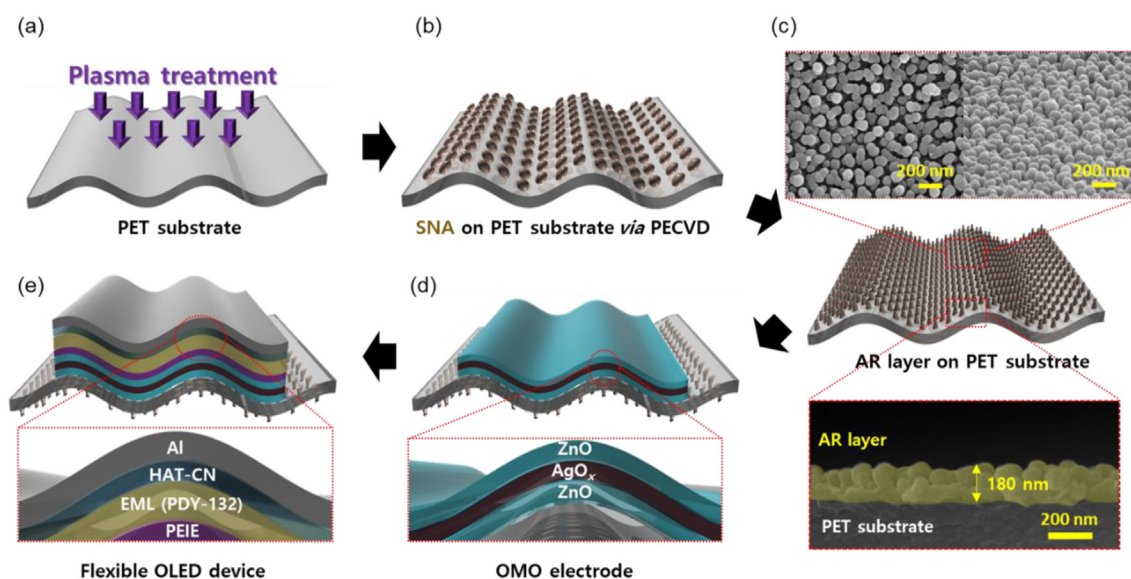 (a)
Plasma treatment
PET substrate
(b)
SNA on PET substrate via PECVD
(c)
200 nm
200 nm
AR layer on PET substrate
AR layer
180 nm
PET substrate
200 nm
(d)
ZnO
AgOₓ
ZnO
OMO electrode
(e)
Al
HAT-CN
EML (PDY-132)
PEIE
Flexible OLED device